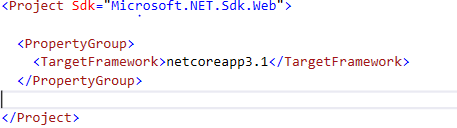 <Project Sdk="Microsoft.NET.Sdk.Web">
<PropertyGroup>
<TargetFramework>netcoreapp3.1</TargetFramework>
</PropertyGroup>
</Project>